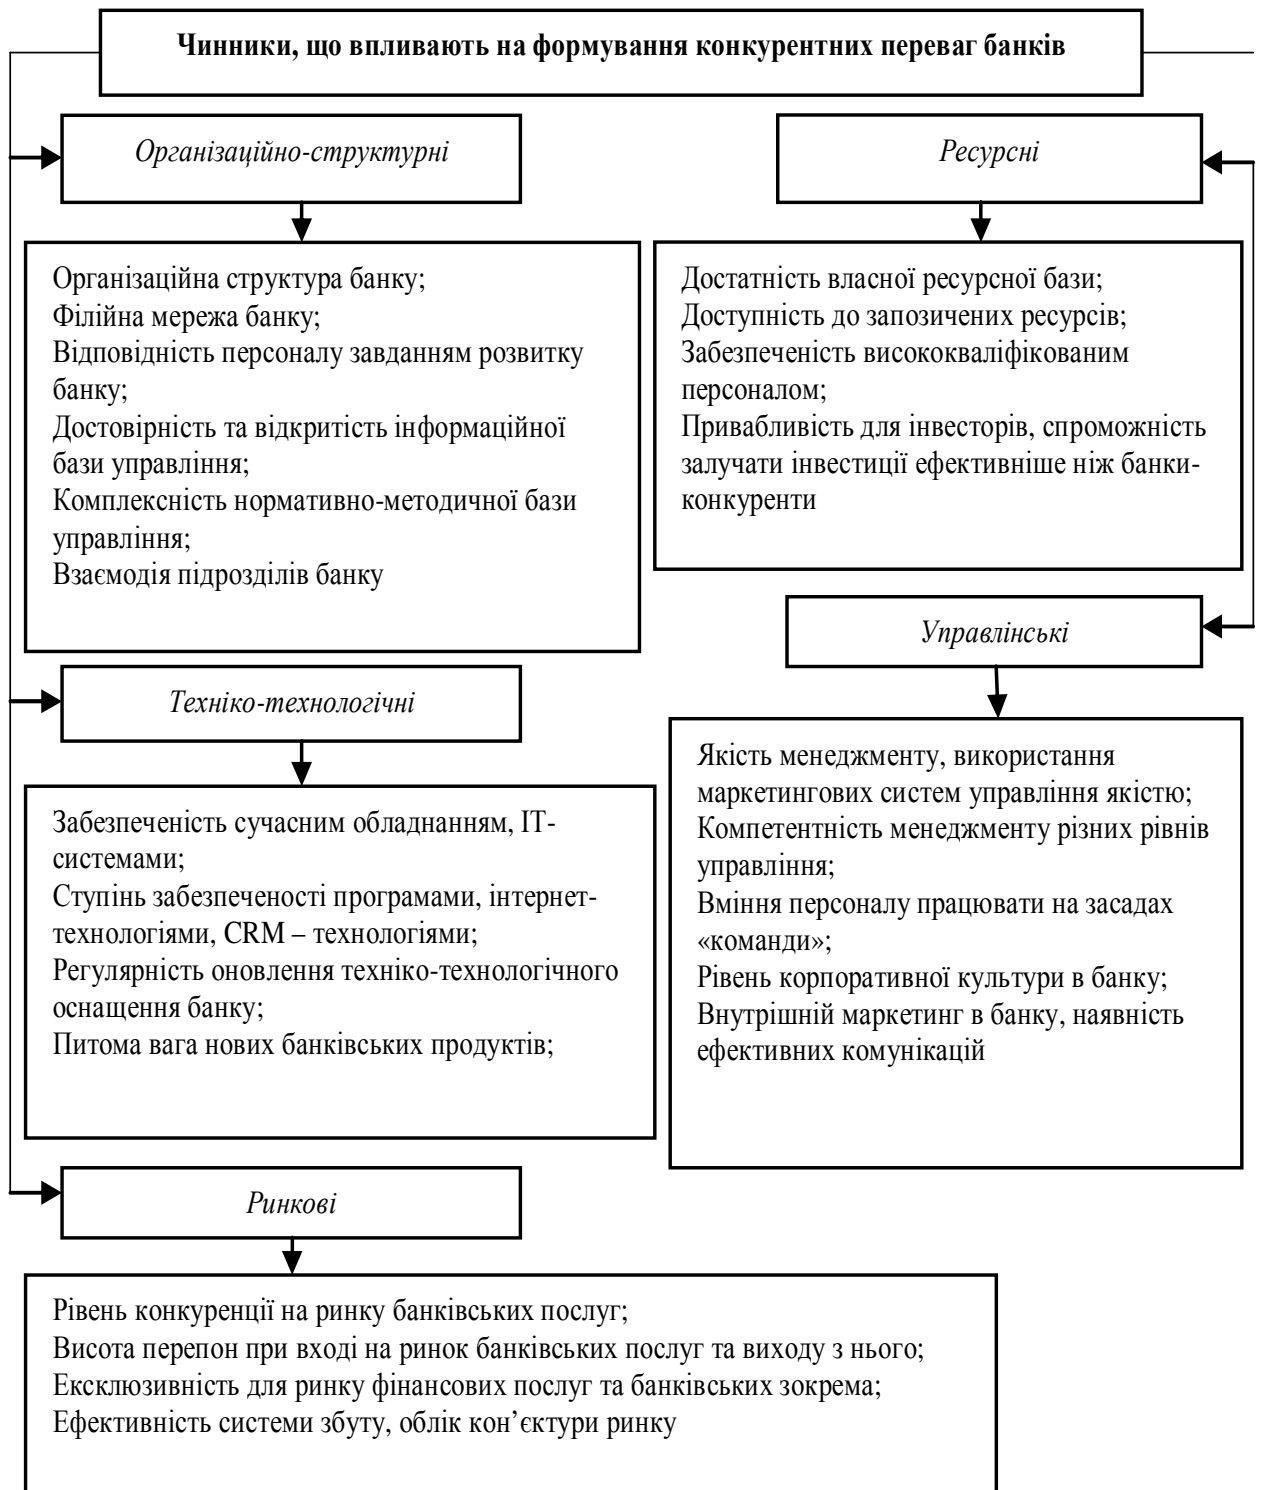 Чинники, що впливають на формування конкурентних переваг банків
Організаційно-структурні
Організаційна структура банку;
Філійна мережа банку;
Відповідність персоналу завданням розвитку
банку;
Достовірність та відкритість інформаційної
бази управління;
Комплексність нормативно-методичної бази
управління;
Взаємодія підрозділів банку
Ресурсні
Достатність власної ресурсної бази;
Доступність до запозичених ресурсів;
Забезпеченість висококваліфікованим
персоналом;
Привабливість для інвесторів, спроможність
залучати інвестиції ефективніше ніж банки-
конкуренти
Техніко-технологічні
Забезпеченість сучасним обладнанням, ІТ-
системами;
Ступінь забезпеченості програмами, інтернет-
технологіями, CRM – технологіями;
Регулярність оновлення техніко-технологічного
оснащення банку;
Питома вага нових банківських продуктів;
Управлінські
Якість менеджменту, використання
маркетингових систем управління якістю;
Компетентність менеджменту різних рівнів
управління;
Вміння персоналу працювати на засадах
«команди»;
Рівень корпоративної культури в банку;
Внутрішній маркетинг в банку, наявність
ефективних комунікацій
Ринкові
Рівень конкуренції на ринку банківських послуг;
Висота перепон при вході на ринок банківських послуг та виходу з нього;
Ексклюзивність для ринку фінансових послуг та банківських зокрема;
Ефективність системи збуту, облік кон’єктури ринку